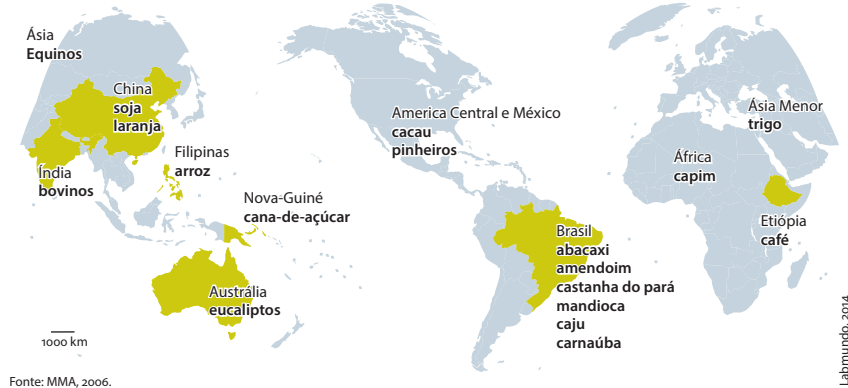 Ásia
Equinos
China
soja
laranja
Índia
bovinos
Filipinas
arroz
Nova-Guiné
cana-de-açúcar
Austrália
eucaliptos
1000 km
America Central e México
cacau
pinheiros
Brasil
abacaxi
amendoim
castanha do pará
mandioca
caju
carnaúba
Ásia Menor
trigo
África
capim
Etiópia
café
Fonte: MMA, 2006.
Labmundo, 2014